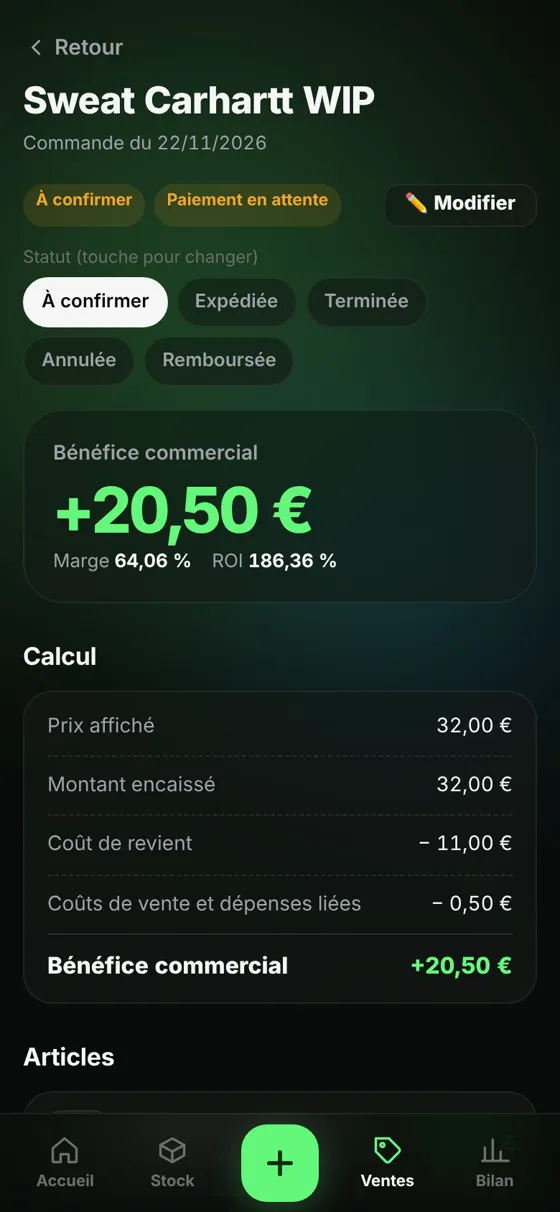 Retour
Sweat Carhartt WIP
Commande du 22/11/2026
À confirmer
Paiement en attente
✏️ Modifier
Statut (touche pour changer)
À confirmer
Expédiée
Terminée
Annulée
Remboursée
Bénéfice commercial
+20,50 €
Marge 64,06 % ROI 186,36 %
Calcul
Prix affiché 32,00 €
Montant encaissé 32,00 €
Coût de revient − 11,00 €
Coûts de vente et dépenses liées − 0,50 €
Bénéfice commercial +20,50 €
Articles
Accueil
Stock
+
Ventes
Bilan